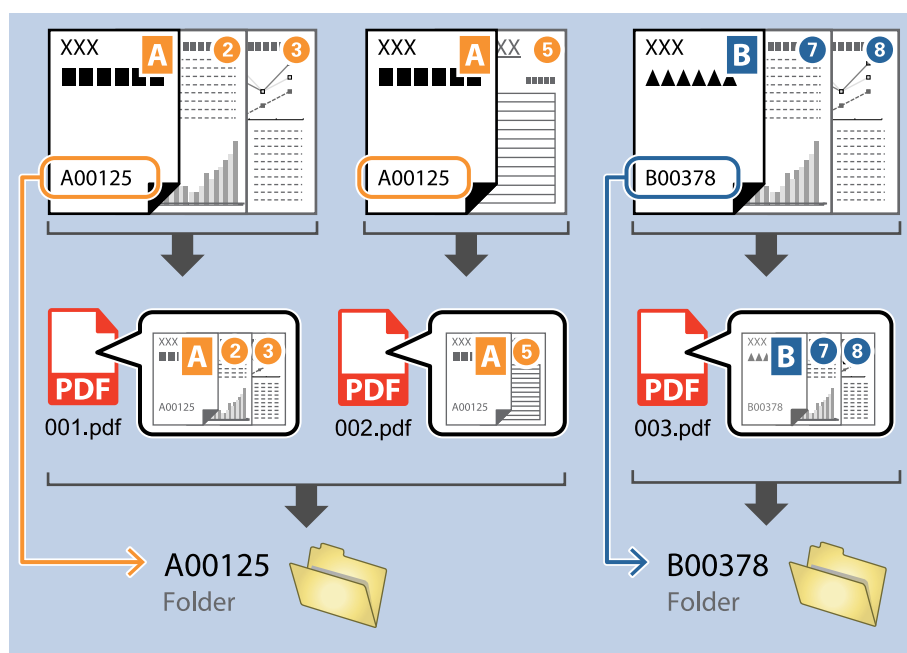 XXX A 2 3
A00125
XXX A XX 5
A00125
XXX B 7 8
B00378
PDF
001.pdf
XXX A 2 3
A00125
PDF
002.pdf
XXX A 5
A00125
PDF
003.pdf
XXX B 7 8
B00378
A00125
Folder
B00378
Folder